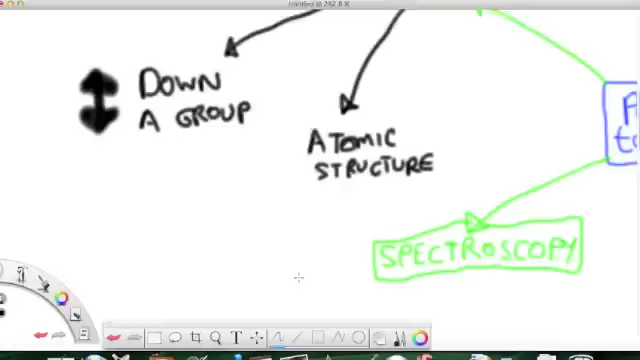 DOWN
A GROUP
ATOMIC
STRUCTURE
SPECTROSCOPY